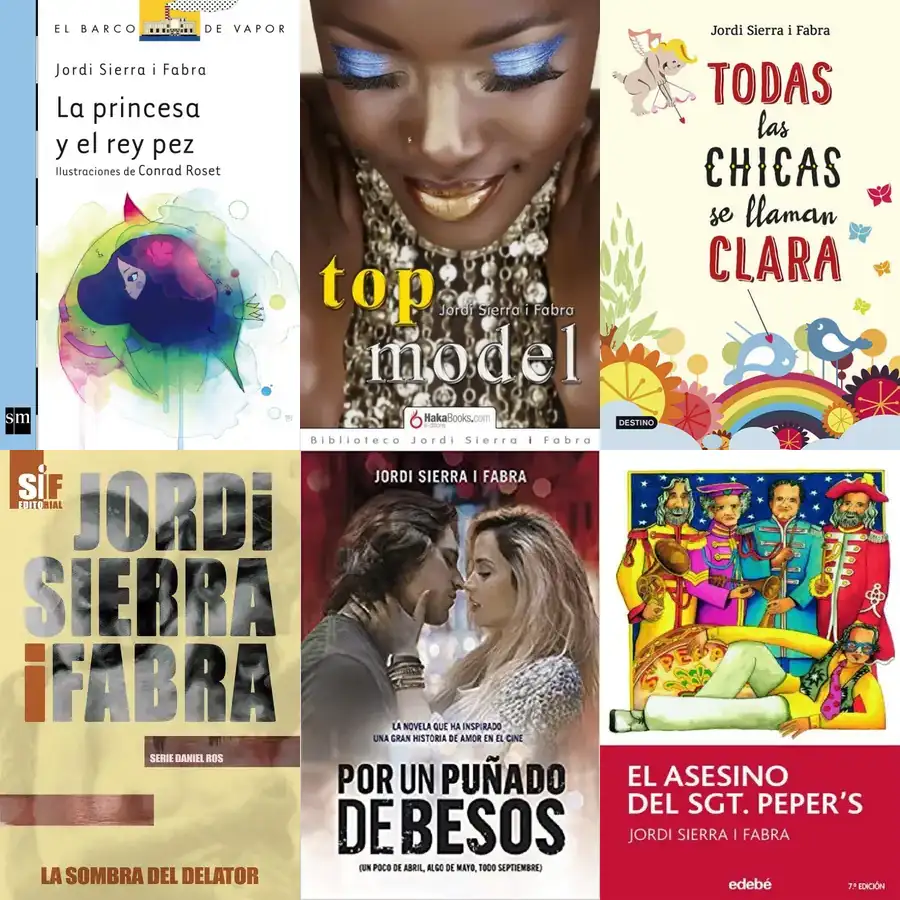 EL BARCO DE VAPOR
Jordi Sierra i Fabra
La princesa
y el rey pez
Ilustraciones de Conrad Roset
sm
top
Jordi Sierra i Fabra
model
HakaBooks.com
Biblioteca Jordi Sierra i Fabra
Jordi Sierra i Fabra
TODAS
las
CHICAS
se llaman
CLARA
DESTINO
SiF
EDITORIAL
JORDI
SIERRA
i FABRA
SERIE DANIEL ROS
LA SOMBRA DEL DELATOR
JORDI SIERRA I FABRA
LA NOVELA QUE HA INSPIRADO
UNA GRAN HISTORIA DE AMOR EN EL CINE
POR UN PUÑADO
DE BESOS
(UN POCO DE ABRIL, ALGO DE MAYO, TODO SEPTIEMBRE)
EL ASESINO
DEL SGT. PEPER'S
JORDI SIERRA I FABRA
edebé
7.ª EDICIÓN